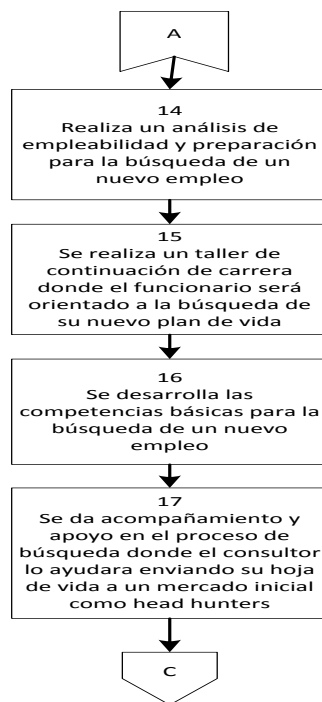 A
14
Realiza un análisis de
empleabilidad y preparación
para la búsqueda de un
nuevo empleo
15
Se realiza un taller de
continuación de carrera
donde el funcionario será
orientado a la búsqueda de
su nuevo plan de vida
16
Se desarrolla las
competencias básicas para la
búsqueda de un nuevo
empleo
17
Se da acompañamiento y
apoyo en el proceso de
búsqueda donde el consultor
lo ayudara enviando su hoja
de vida a un mercado inicial
como head hunters
C